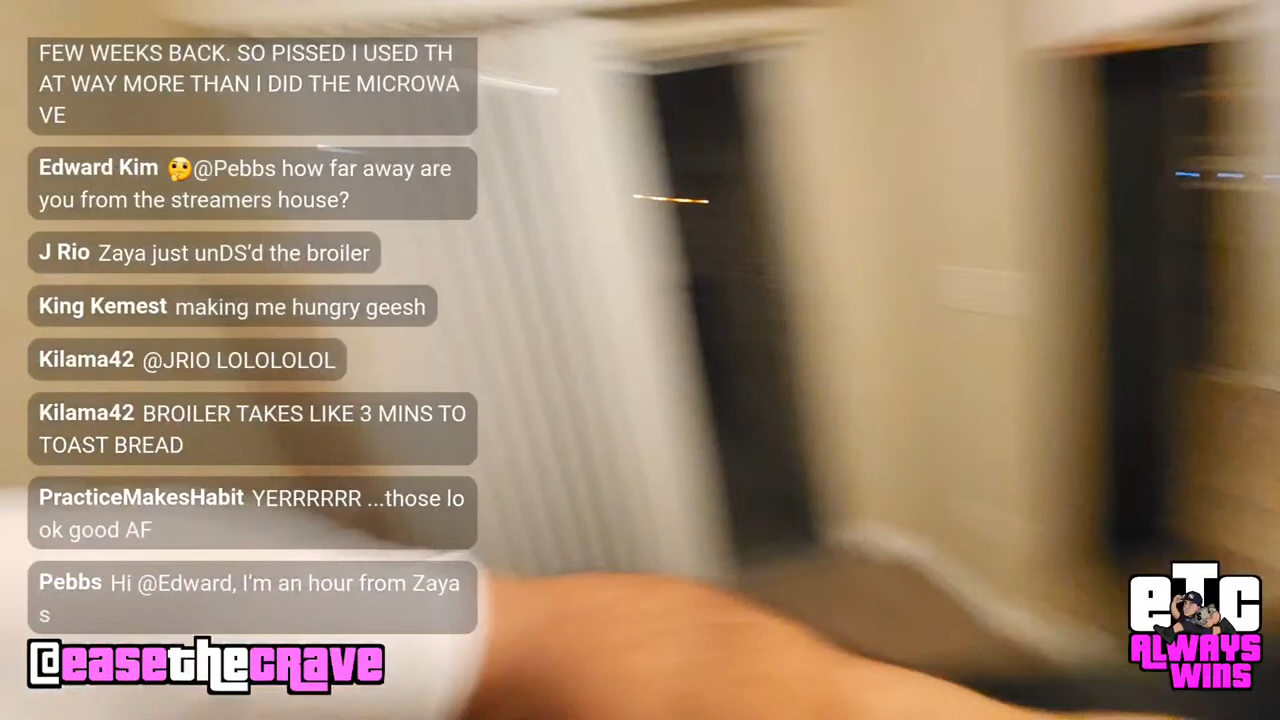 FEW WEEKS BACK. SO PISSED I USED TH
AT WAY MORE THAN I DID THE MICROWA
VE
Edward Kim 🤔@Pebbs how far away are
you from the streamers house?
J Rio Zaya just unDS’d the broiler
King Kemest making me hungry geesh
Kilama42 @JRIO LOLOLOLOL
Kilama42 BROILER TAKES LIKE 3 MINS TO
TOAST BREAD
PracticeMakesHabit YERRRRRR ...those lo
ok good AF
Pebbs Hi @Edward, I’m an hour from Zaya
s
@easethecrave
eTc
ALWAYS
WINS